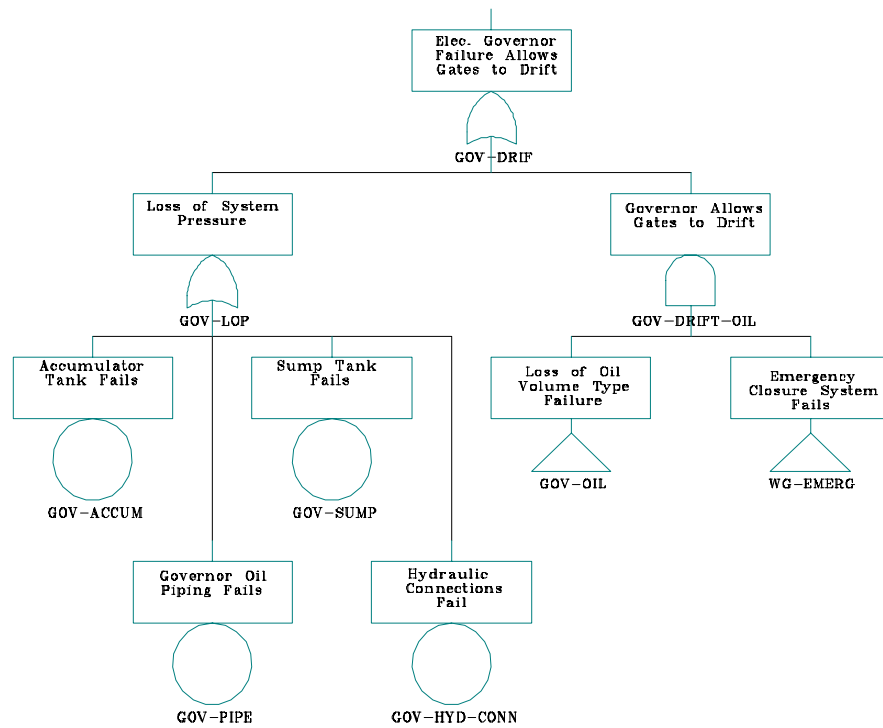 Elec. Governor
Failure Allows
Gates to Drift
GOV-DRIF
Loss of System
Pressure
GOV-LOP
Governor Allows
Gates to Drift
GOV-DRIFT-OIL
Accumulator
Tank Fails
GOV-ACCUM
Sump Tank
Fails
GOV-SUMP
Loss of Oil
Volume Type
Failure
GOV-OIL
Emergency
Closure System
Fails
WG-EMERG
Governor Oil
Piping Fails
GOV-PIPE
Hydraulic
Connections
Fail
GOV-HYD-CONN